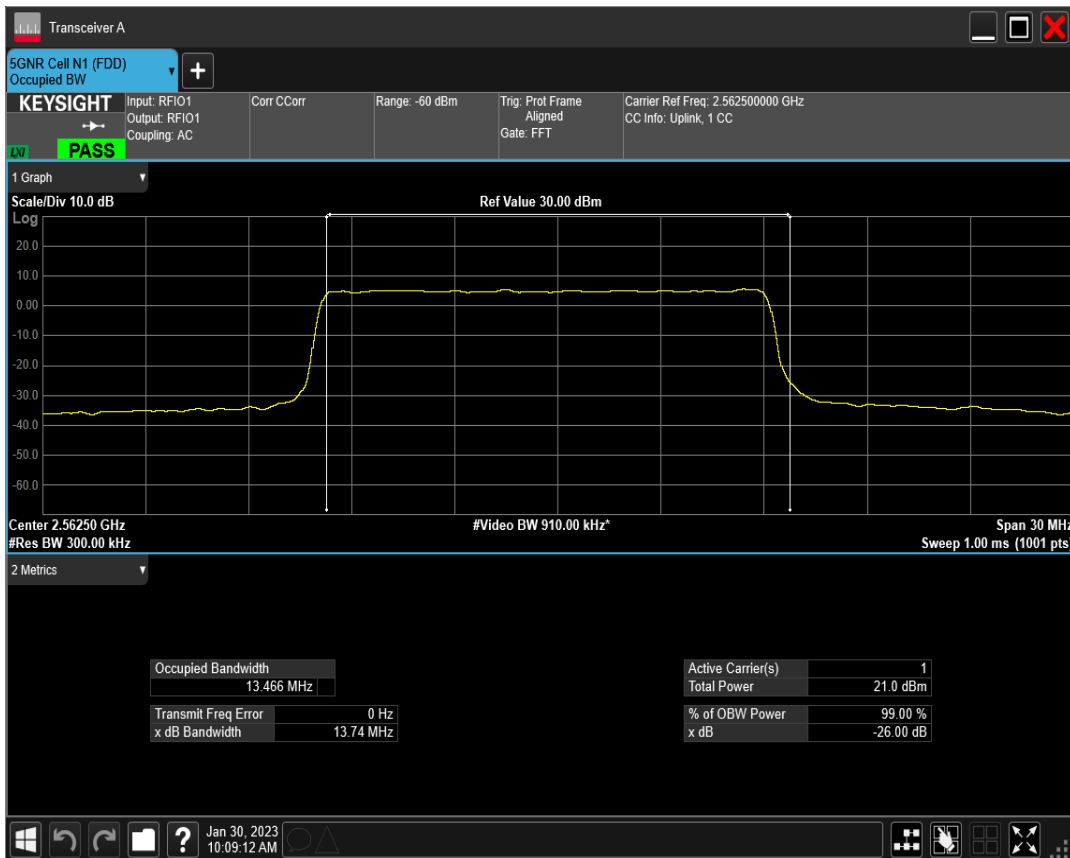 Transceiver A
5GNR Cell N1 (FDD)
Occupied BW
KEYSIGHT
LXI
PASS
Input: RFIO1
Output: RFIO1
Coupling: AC
Corr CCorr
Range: -60 dBm
Trig: Prot Frame
Aligned
Gate: FFT
Carrier Ref Freq: 2.562500000 GHz
CC Info: Uplink, 1 CC
1 Graph
Scale/Div 10.0 dB
Ref Value 30.00 dBm
Log
20.0
10.0
0.00
-10.0
-20.0
-30.0
-40.0
-50.0
-60.0
Center 2.56250 GHz
#Video BW 910.00 kHz*
Span 30 MHz
#Res BW 300.00 kHz
Sweep 1.00 ms (1001 pts)
2 Metrics
Occupied Bandwidth
13.466 MHz
Transmit Freq Error 0 Hz
x dB Bandwidth 13.74 MHz
Active Carrier(s) 1
Total Power 21.0 dBm
% of OBW Power 99.00 %
x dB -26.00 dB
?
Jan 30, 2023
10:09:12 AM